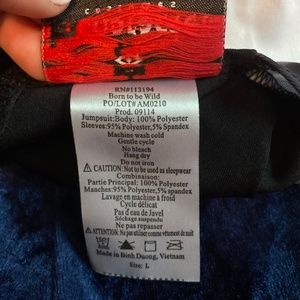 RN#113194
Born to be Wild
PO/LOT# AM0210
Prod. 09114
Jumpsuit:Body: 100% Polyester
Sleeves:95% Polyester,5% Spandex
Machine wash cold
Gentle cycle
No bleach
Hang dry
Do not iron
CAUTION:Not to be used as sleepwear
Combinaison:
Partie Principal: 100% Polyester
Manches: 95% Polyester, 5% Spandex
Lavage en machine à froid
Cycle délicat
Pas d'eau de Javel
Séchage suspendu
Ne pas repasser
ATTENTION:Ne pas utiliser comme vêtement de nuit
Made in Binh Duong, Vietnam
Size: L